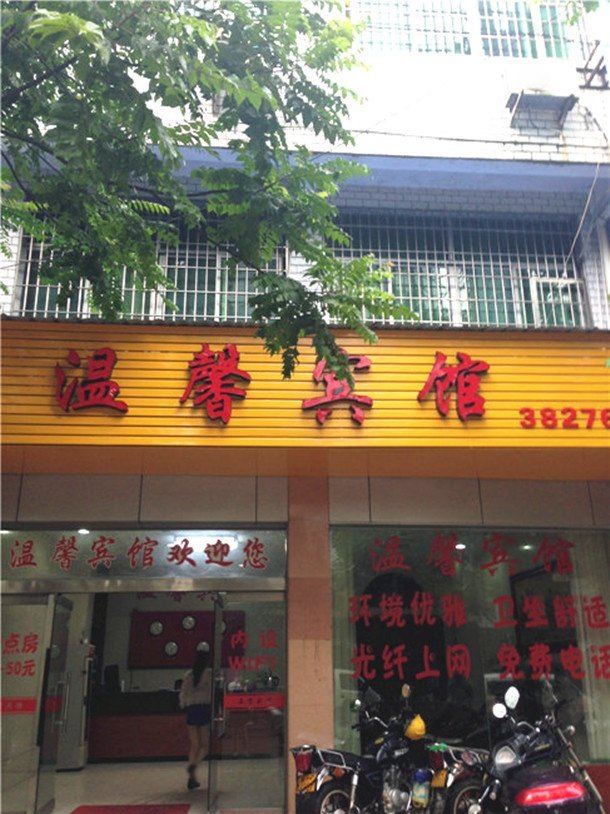 温馨宾馆
38276
温馨宾馆欢迎您
温馨宾馆
环境优雅 卫生舒适
光纤上网 免费电话
点房
-50元
内设
WIFI